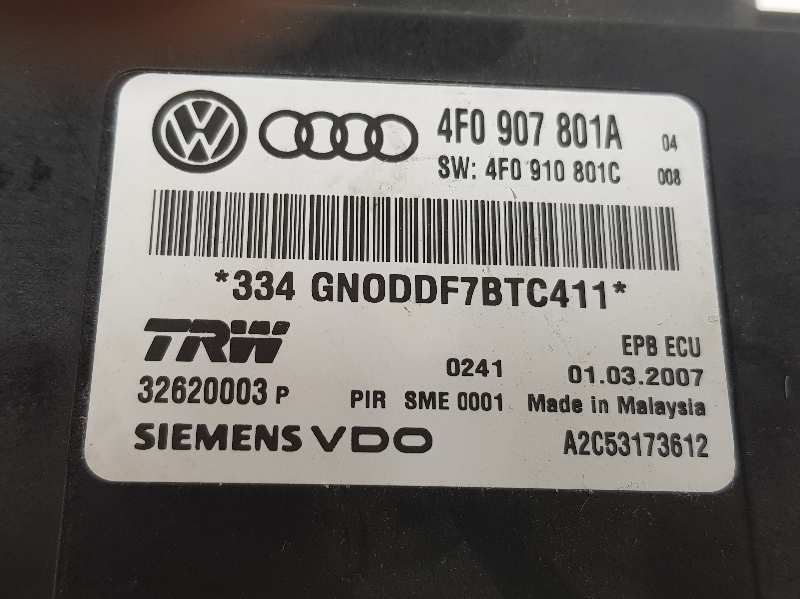 4F0 907 801A 04
SW: 4F0 910 801C 008
*334 GNODDF7BTC411*
TRW EPB ECU
0241 01.03.2007
32620003 P PIR SME 0001 Made in Malaysia
SIEMENS VDO A2C53173612